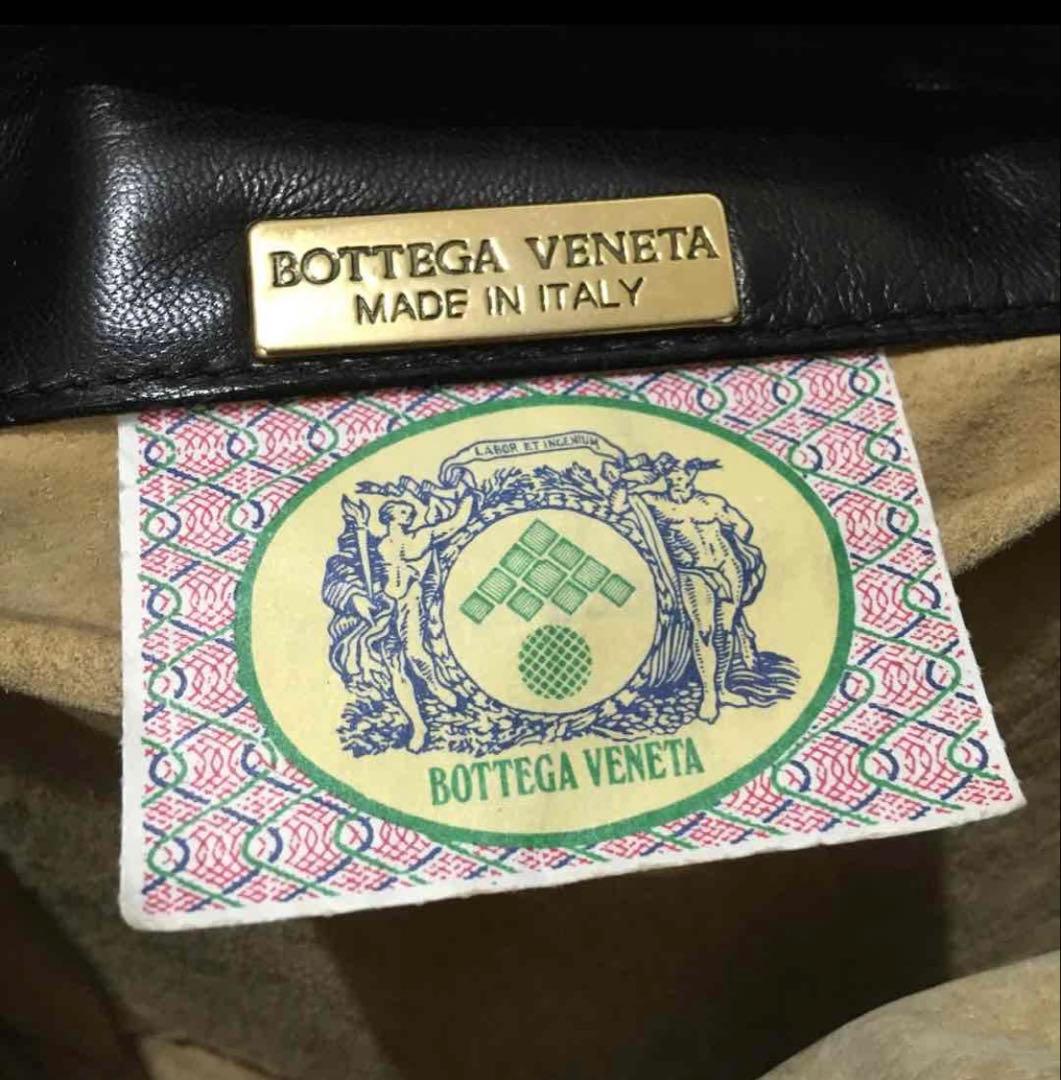 BOTTEGA VENETA
MADE IN ITALY
LABOR ET INGENIUM
BOTTEGA VENETA